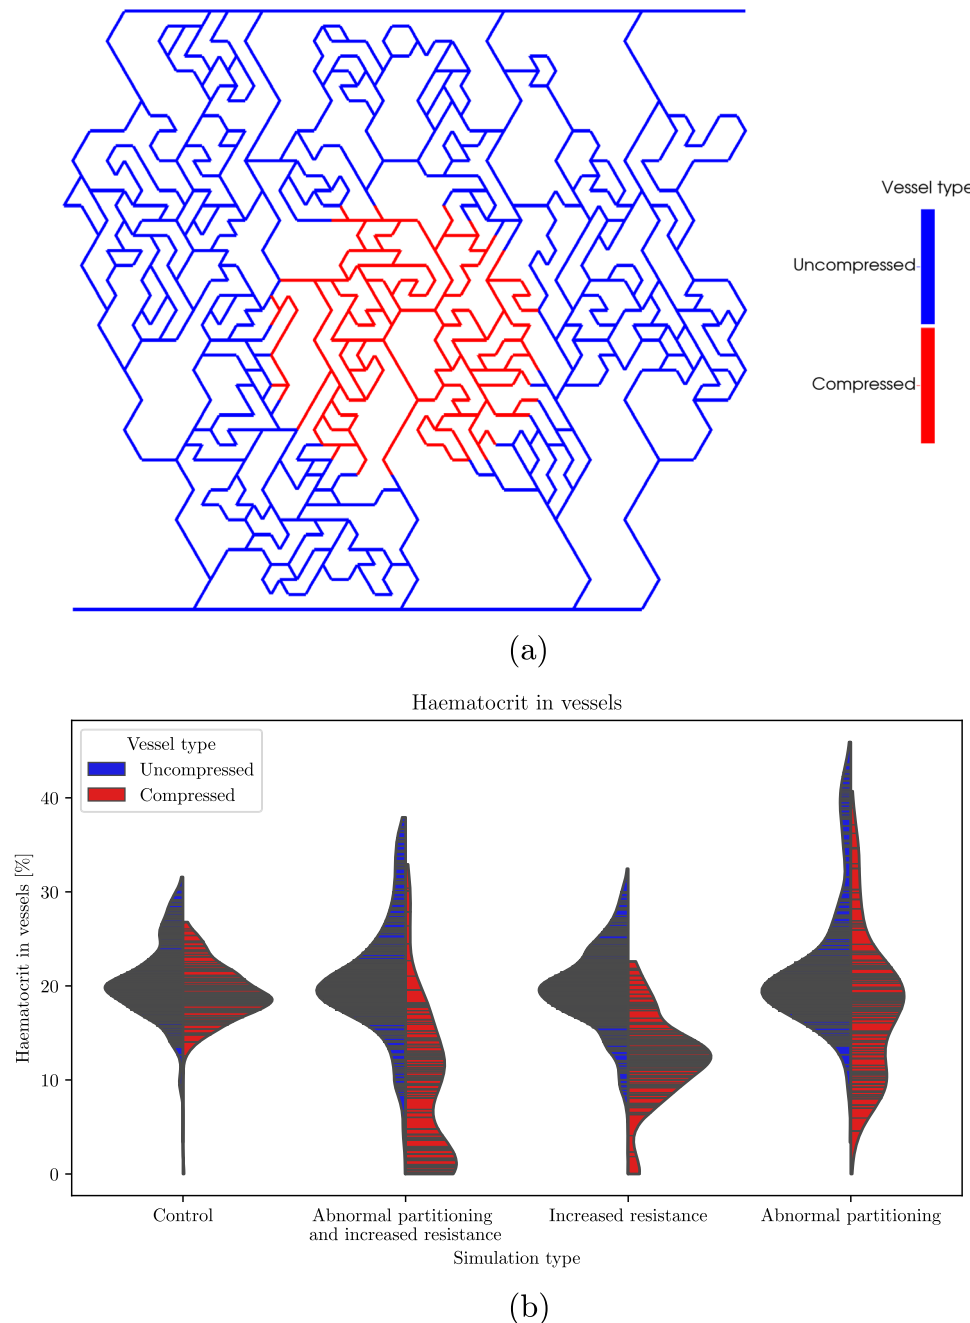 Vessel type
Uncompressed
Compressed
(a)
Haematocrit in vessels
Vessel type
Uncompressed
Compressed
Haematocrit in vessels [%]
40
30
20
10
0
Control
Abnormal partitioning
and increased resistance
Increased resistance
Abnormal partitioning
Simulation type
(b)